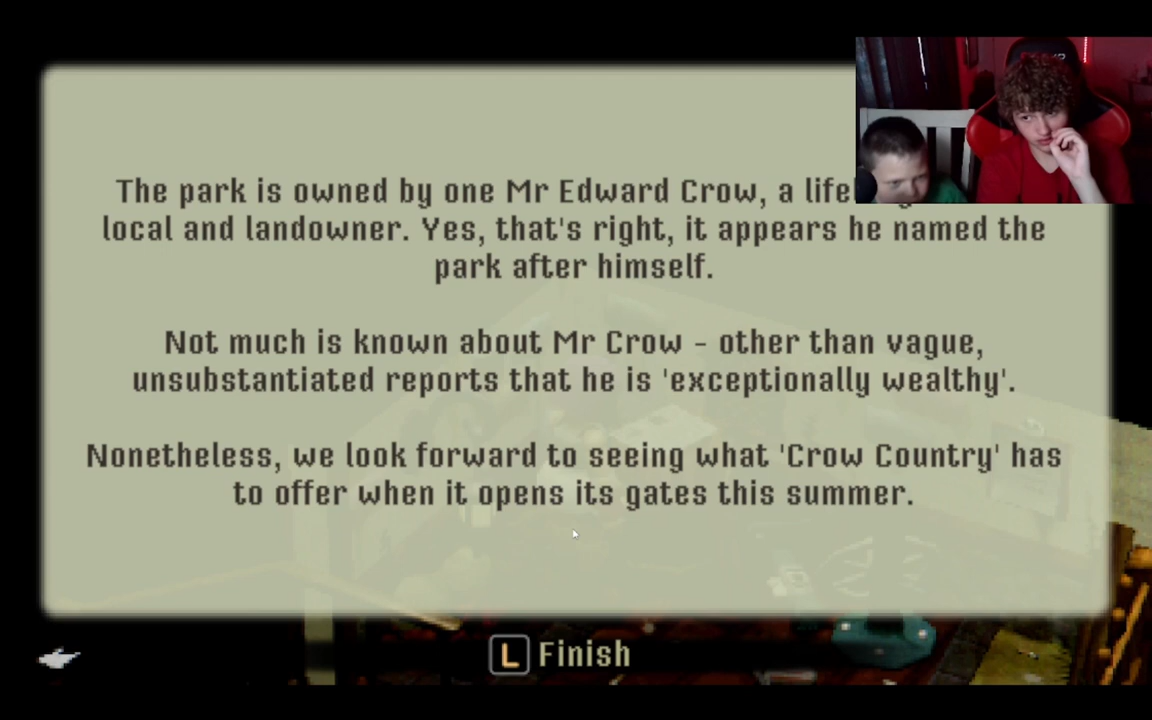 The park is owned by one Mr Edward Crow, a
local and landowner. Yes, that's right, it appears he named the
park after himself.
Not much is known about Mr Crow - other than vague,
unsubstantiated reports that he is 'exceptionally wealthy'.
Nonetheless, we look forward to seeing what 'Crow Country' has
to offer when it opens its gates this summer.
L Finish